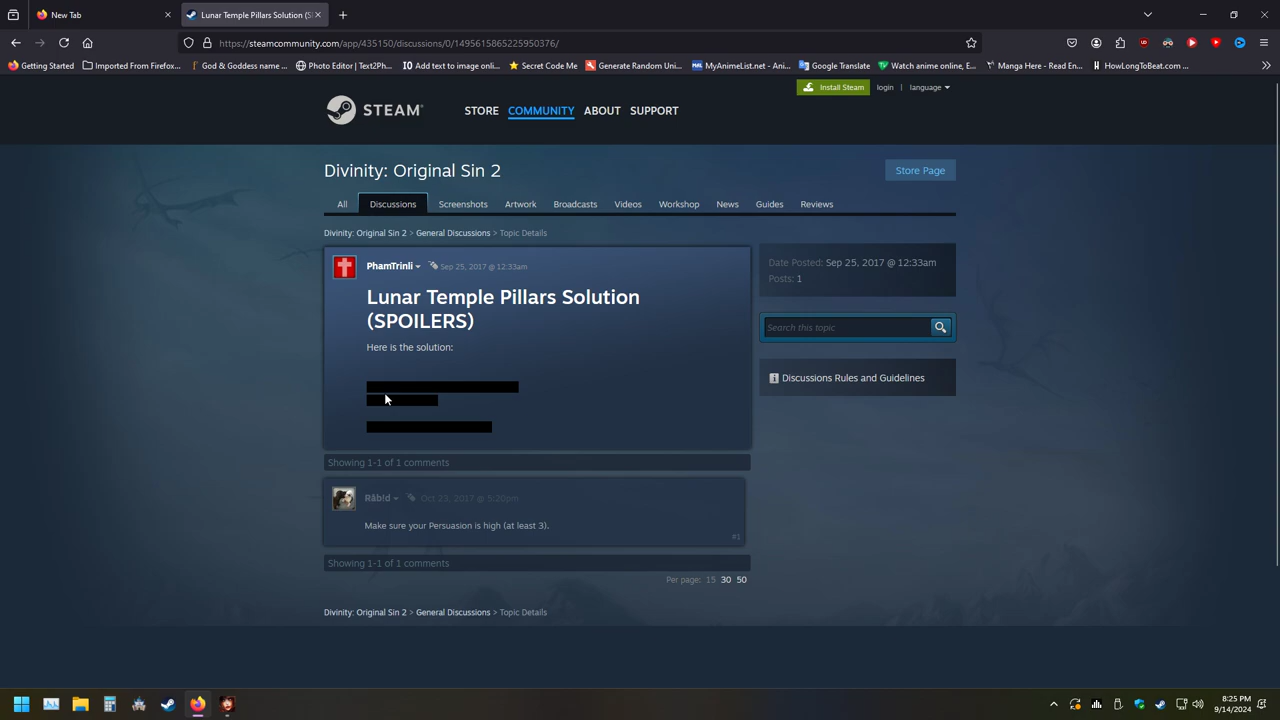 New Tab
Lunar Temple Pillars Solution (S
https://steamcommunity.com/app/435150/discussions/0/1495615865225950376/
Getting Started
Imported From Firefox...
God & Goddess name ...
Photo Editor | Text2Ph...
Add text to image onli...
Secret Code Me
Generate Random Uni...
MyAnimeList.net - Ani...
Google Translate
Watch anime online, E...
Manga Here - Read En...
HowLongToBeat.com ...
Install Steam
login | language
STEAM
STORE COMMUNITY ABOUT SUPPORT
Divinity: Original Sin 2
Store Page
All Discussions Screenshots Artwork Broadcasts Videos Workshop News Guides Reviews
Divinity: Original Sin 2 > General Discussions > Topic Details
PhamTrinli Sep 25, 2017 @ 12:33am
Lunar Temple Pillars Solution
(SPOILERS)
Here is the solution:
Date Posted: Sep 25, 2017 @ 12:33am
Posts: 1
Search this topic
Discussions Rules and Guidelines
Showing 1-1 of 1 comments
Råb!d Oct 23, 2017 @ 5:20pm
Make sure your Persuasion is high (at least 3).
#1
Showing 1-1 of 1 comments
Per page: 15 30 50
Divinity: Original Sin 2 > General Discussions > Topic Details
8:25 PM
9/14/2024